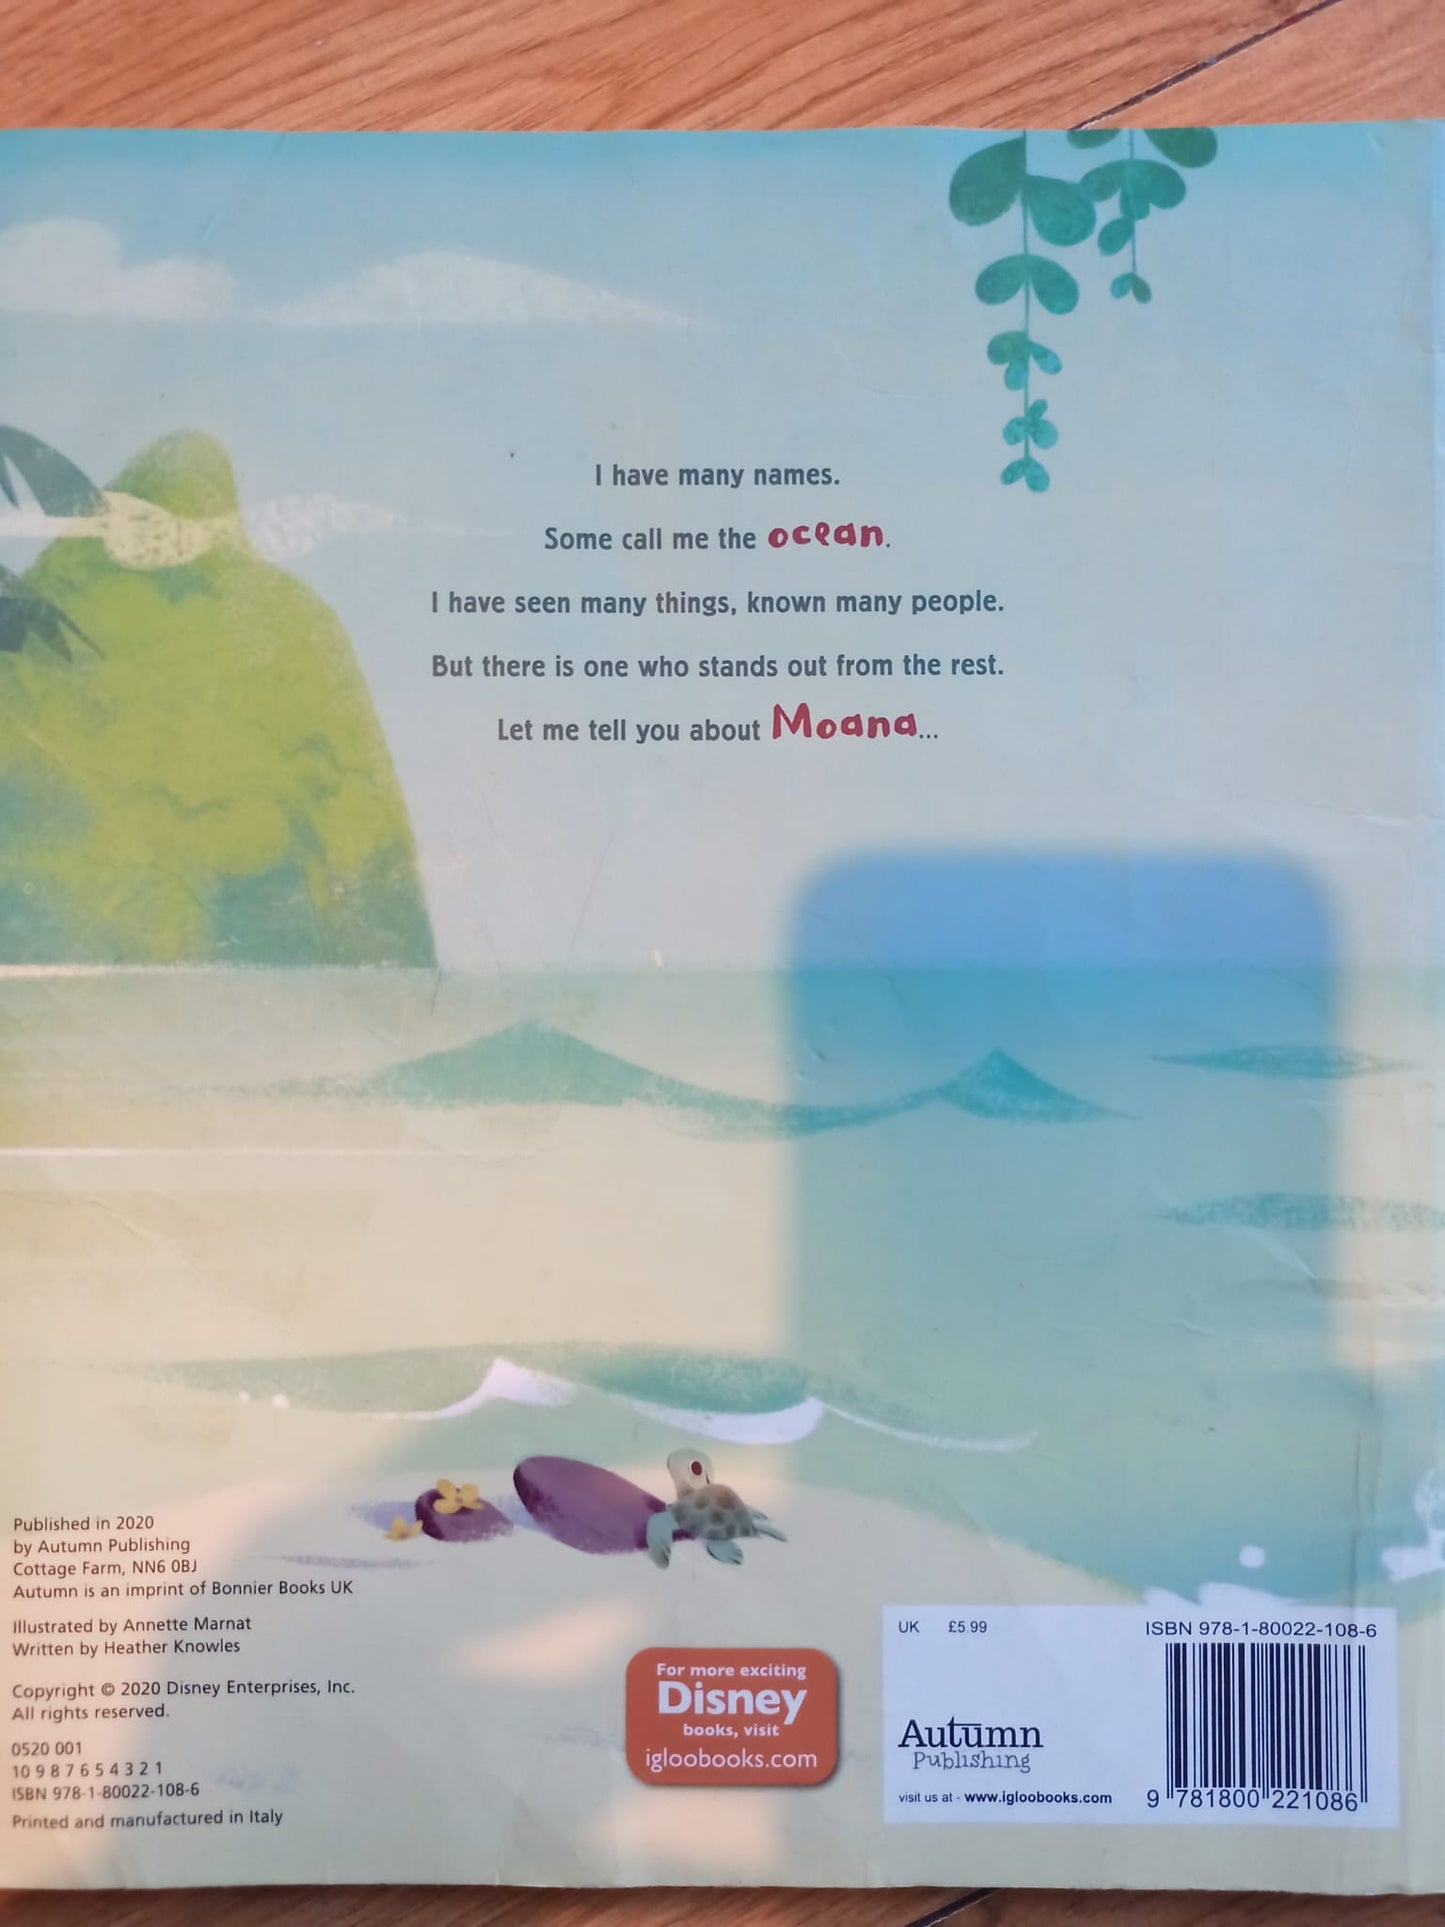 I have many names.
Some call me the ocean.
I have seen many things, known many people.
But there is one who stands out from the rest.
Let me tell you about Moana...
Published in 2020
by Autumn Publishing
Cottage Farm, NN6 0BJ
Autumn is an imprint of Bonnier Books UK
Illustrated by Annette Marnat
Written by Heather Knowles
Copyright © 2020 Disney Enterprises, Inc.
All rights reserved.
0520 001
10 9 8 7 6 5 4 3 2 1
ISBN 978-1-80022-108-6
Printed and manufactured in Italy
For more exciting
Disney
books, visit
igloobooks.com
UK £5.99
ISBN 978-1-80022-108-6
Autumn
Publishing
visit us at - www.igloobooks.com
9 781800 221086